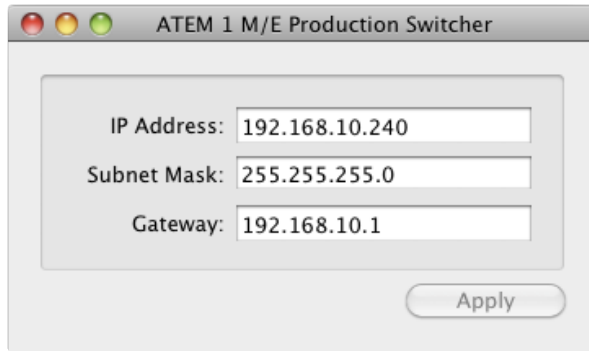 ATEM 1 M/E Production Switcher
IP Address: 192.168.10.240
Subnet Mask: 255.255.255.0
Gateway: 192.168.10.1
Apply